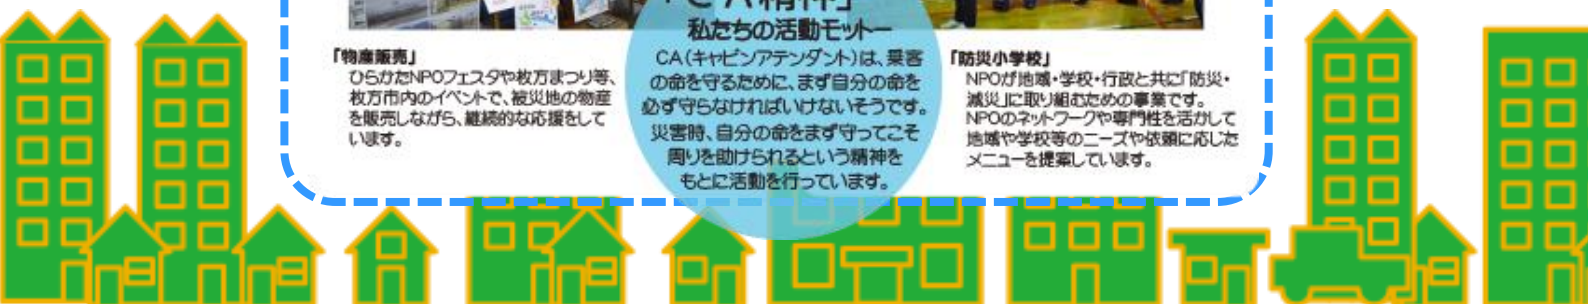 「物産販売」
ひらかたNPOフェスタや枚方まつり等、
枚方市内のイベントで、被災地の物産
を販売しながら、継続的な応援をして
います。
「CA精神」
私たちの活動モットー
CA(キャビンアテンダント)は、乗客
の命を守るために、まず自分の命を
必ず守らなければいけないそうです。
災害時、自分の命をまず守ってこそ
周りを助けられるという精神を
もとに活動を行っています。
「防災小学校」
NPOが地域・学校・行政と共に「防災・
減災」に取り組むための事業です。
NPOのネットワークや専門性を活かして
地域や学校等のニーズや依頼に応じた
メニューを提案しています。